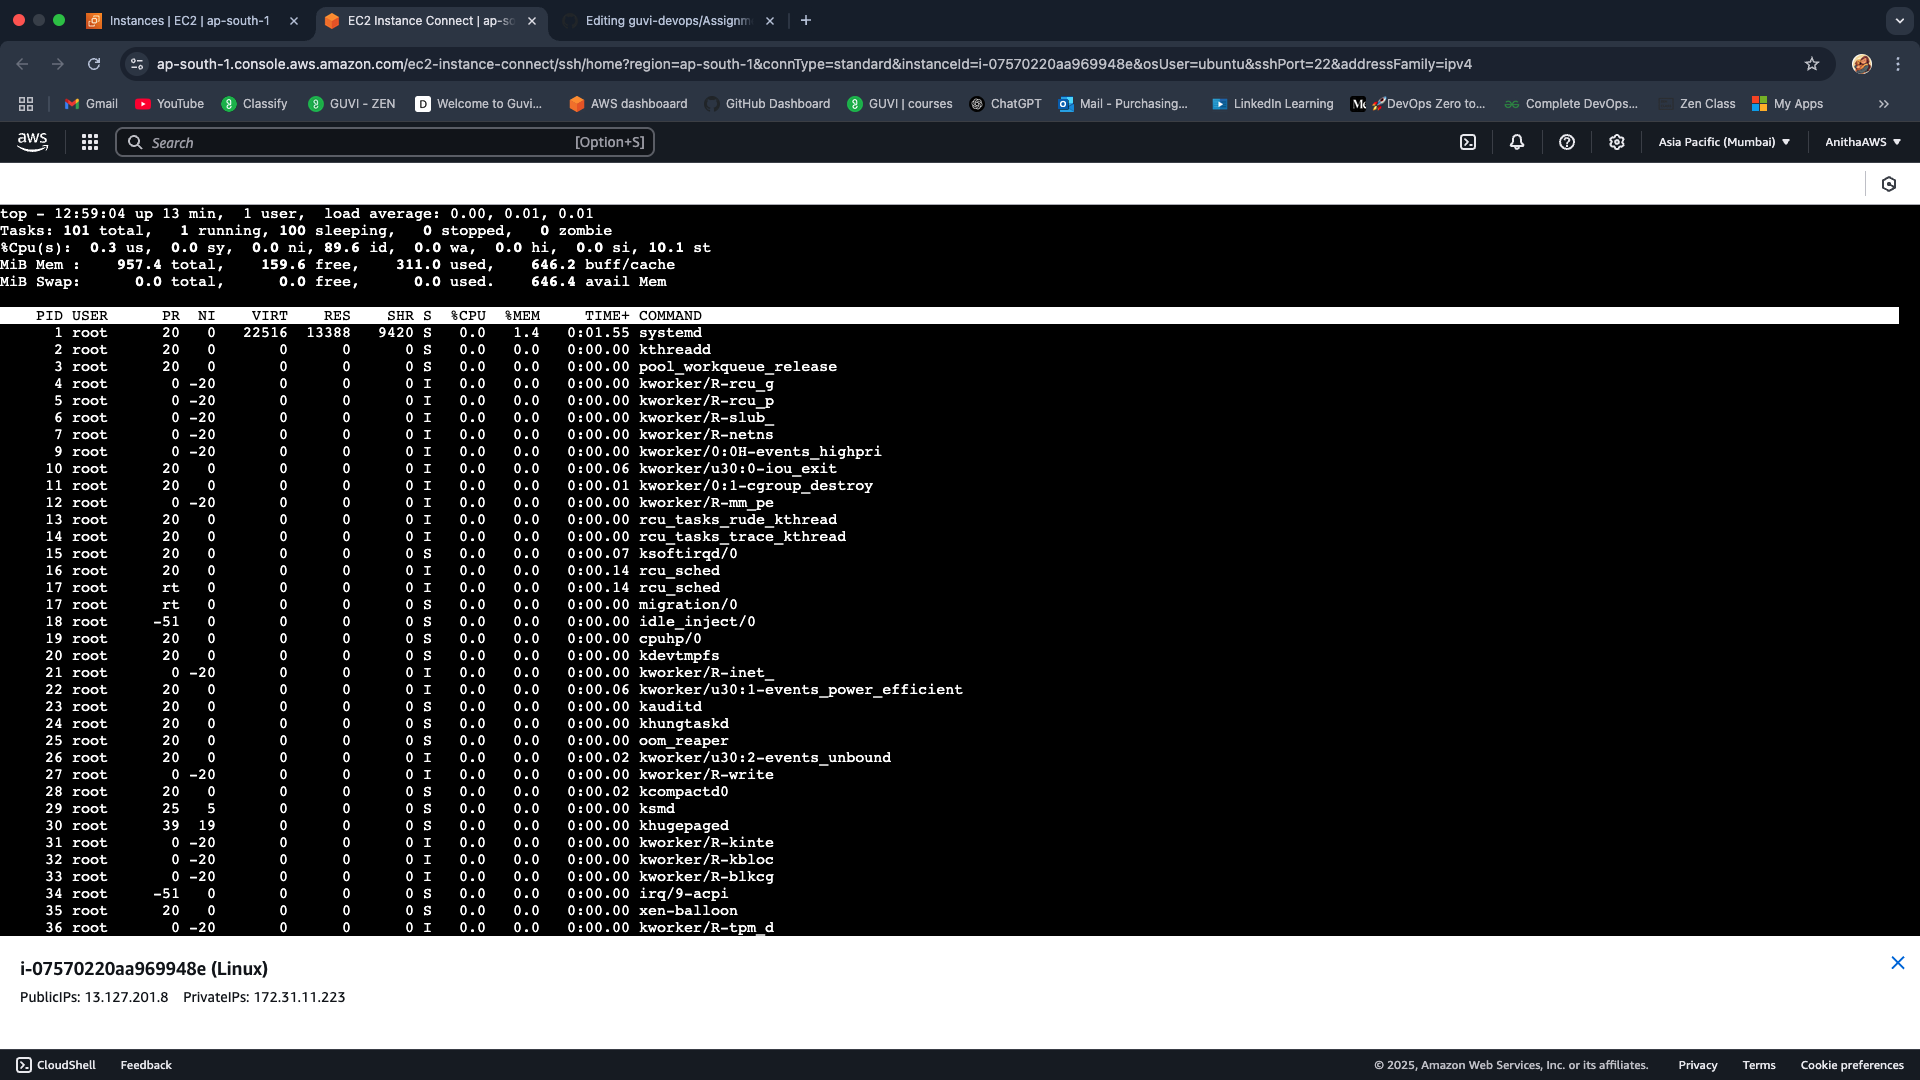 Instances | EC2 | ap-south-1
EC2 Instance Connect | ap-so
Editing guvi-devops/Assignm
ap-south-1.console.aws.amazon.com/ec2-instance-connect/ssh/home?region=ap-south-1&connType=standard&instanceId=i-07570220aa969948e&osUser=ubuntu&sshPort=22&addressFamily=ipv4
Gmail YouTube Classify GUVI - ZEN Welcome to Guvi... AWS dashboaard GitHub Dashboard GUVI | courses ChatGPT Mail - Purchasing... LinkedIn Learning 🚀DevOps Zero to... Complete DevOps... Zen Class My Apps »
aws Search [Option+S] Asia Pacific (Mumbai) ▼ AnithaAWS ▼
top - 12:59:04 up 13 min,  1 user,  load average: 0.00, 0.01, 0.01
Tasks: 101 total,   1 running, 100 sleeping,   0 stopped,   0 zombie
%Cpu(s):  0.3 us,  0.0 sy,  0.0 ni, 89.6 id,  0.0 wa,  0.0 hi,  0.0 si, 10.1 st
MiB Mem :    957.4 total,    159.6 free,    311.0 used,    646.2 buff/cache
MiB Swap:      0.0 total,      0.0 free,      0.0 used.    646.4 avail Mem
PID USER      PR  NI    VIRT    RES    SHR S  %CPU  %MEM     TIME+ COMMAND
1 root      20   0   22516  13388   9420 S   0.0   1.4   0:01.55 systemd
2 root      20   0       0      0      0 S   0.0   0.0   0:00.00 kthreadd
3 root      20   0       0      0      0 S   0.0   0.0   0:00.00 pool_workqueue_release
4 root       0 -20       0      0      0 I   0.0   0.0   0:00.00 kworker/R-rcu_g
5 root       0 -20       0      0      0 I   0.0   0.0   0:00.00 kworker/R-rcu_p
6 root       0 -20       0      0      0 I   0.0   0.0   0:00.00 kworker/R-slub_
7 root       0 -20       0      0      0 I   0.0   0.0   0:00.00 kworker/R-netns
9 root       0 -20       0      0      0 I   0.0   0.0   0:00.00 kworker/0:0H-events_highpri
10 root      20   0       0      0      0 I   0.0   0.0   0:00.06 kworker/u30:0-iou_exit
11 root      20   0       0      0      0 I   0.0   0.0   0:00.01 kworker/0:1-cgroup_destroy
12 root       0 -20       0      0      0 I   0.0   0.0   0:00.00 kworker/R-mm_pe
13 root      20   0       0      0      0 I   0.0   0.0   0:00.00 rcu_tasks_rude_kthread
14 root      20   0       0      0      0 I   0.0   0.0   0:00.00 rcu_tasks_trace_kthread
15 root      20   0       0      0      0 S   0.0   0.0   0:00.07 ksoftirqd/0
16 root      20   0       0      0      0 I   0.0   0.0   0:00.14 rcu_sched
17 root      rt   0       0      0      0 I   0.0   0.0   0:00.14 rcu_sched
17 root      rt   0       0      0      0 S   0.0   0.0   0:00.00 migration/0
18 root     -51   0       0      0      0 S   0.0   0.0   0:00.00 idle_inject/0
19 root      20   0       0      0      0 S   0.0   0.0   0:00.00 cpuhp/0
20 root      20   0       0      0      0 S   0.0   0.0   0:00.00 kdevtmpfs
21 root       0 -20       0      0      0 I   0.0   0.0   0:00.00 kworker/R-inet_
22 root      20   0       0      0      0 I   0.0   0.0   0:00.06 kworker/u30:1-events_power_efficient
23 root      20   0       0      0      0 S   0.0   0.0   0:00.00 kauditd
24 root      20   0       0      0      0 S   0.0   0.0   0:00.00 khungtaskd
25 root      20   0       0      0      0 S   0.0   0.0   0:00.00 oom_reaper
26 root      20   0       0      0      0 I   0.0   0.0   0:00.02 kworker/u30:2-events_unbound
27 root       0 -20       0      0      0 I   0.0   0.0   0:00.00 kworker/R-write
28 root      20   0       0      0      0 S   0.0   0.0   0:00.02 kcompactd0
29 root      25   5       0      0      0 S   0.0   0.0   0:00.00 ksmd
30 root      39  19       0      0      0 S   0.0   0.0   0:00.00 khugepaged
31 root       0 -20       0      0      0 I   0.0   0.0   0:00.00 kworker/R-kinte
32 root       0 -20       0      0      0 I   0.0   0.0   0:00.00 kworker/R-kbloc
33 root       0 -20       0      0      0 I   0.0   0.0   0:00.00 kworker/R-blkcg
34 root     -51   0       0      0      0 S   0.0   0.0   0:00.00 irq/9-acpi
35 root      20   0       0      0      0 S   0.0   0.0   0:00.00 xen-balloon
36 root       0 -20       0      0      0 I   0.0   0.0   0:00.00 kworker/R-tpm_d
i-07570220aa969948e (Linux)
PublicIPs: 13.127.201.8 PrivateIPs: 172.31.11.223
CloudShell Feedback © 2025, Amazon Web Services, Inc. or its affiliates. Privacy Terms Cookie preferences